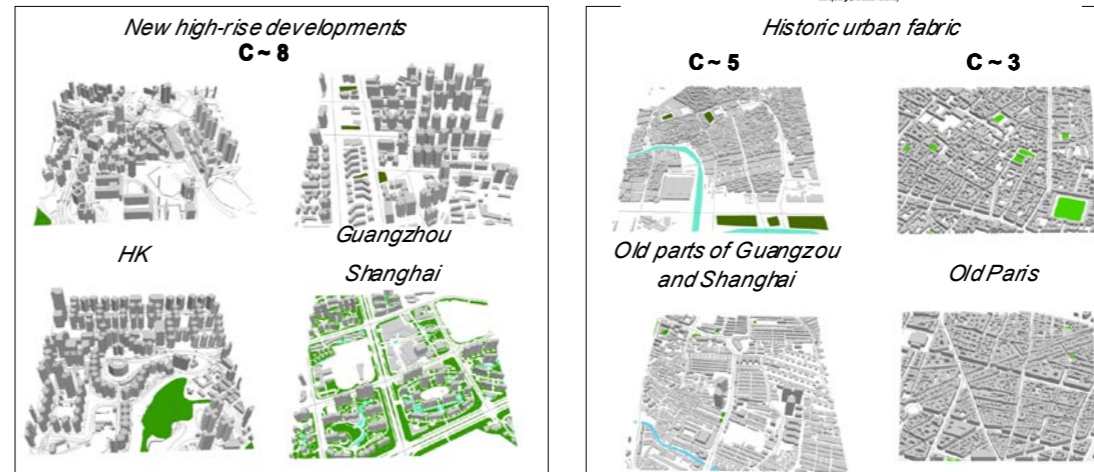 New high-rise developments
C ~ 8
HK
Guangzhou
Shanghai
Historic urban fabric
C ~ 5
C ~ 3
Old parts of Guangzou
and Shanghai
Old Paris